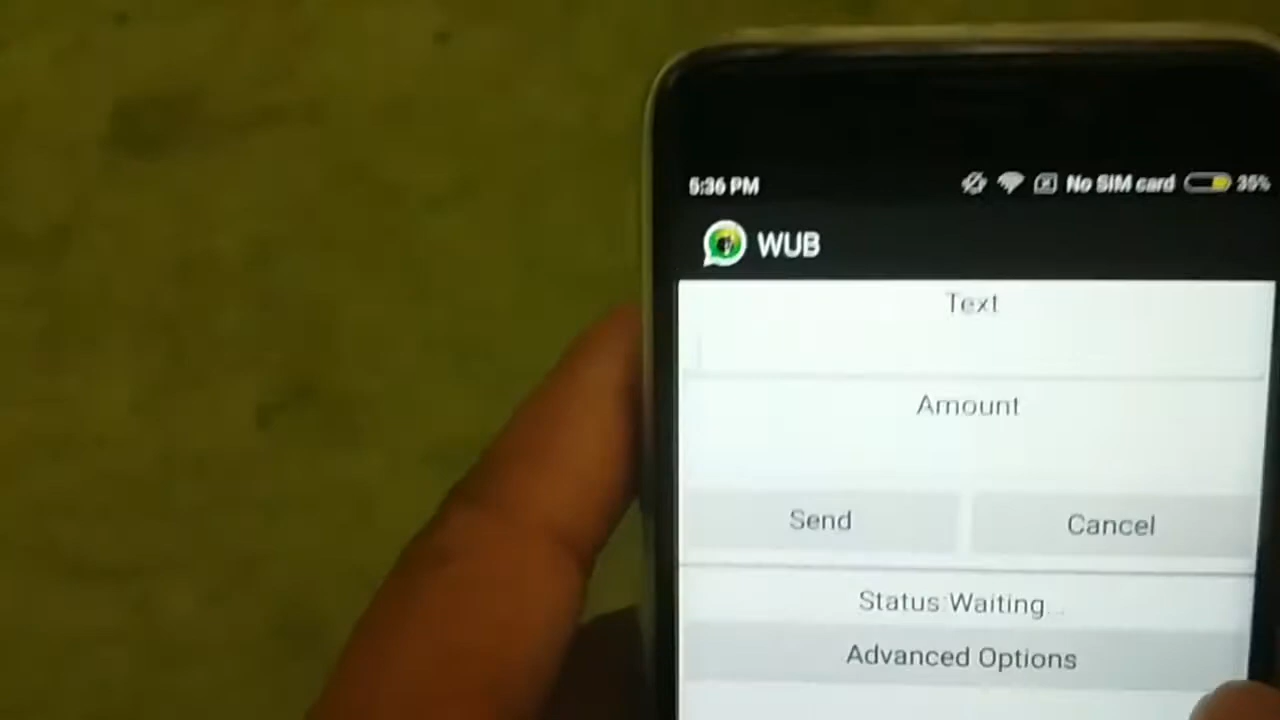 5:36 PM No SIM card 35%
WUB
Text
Amount
Send Cancel
Status:Waiting...
Advanced Options